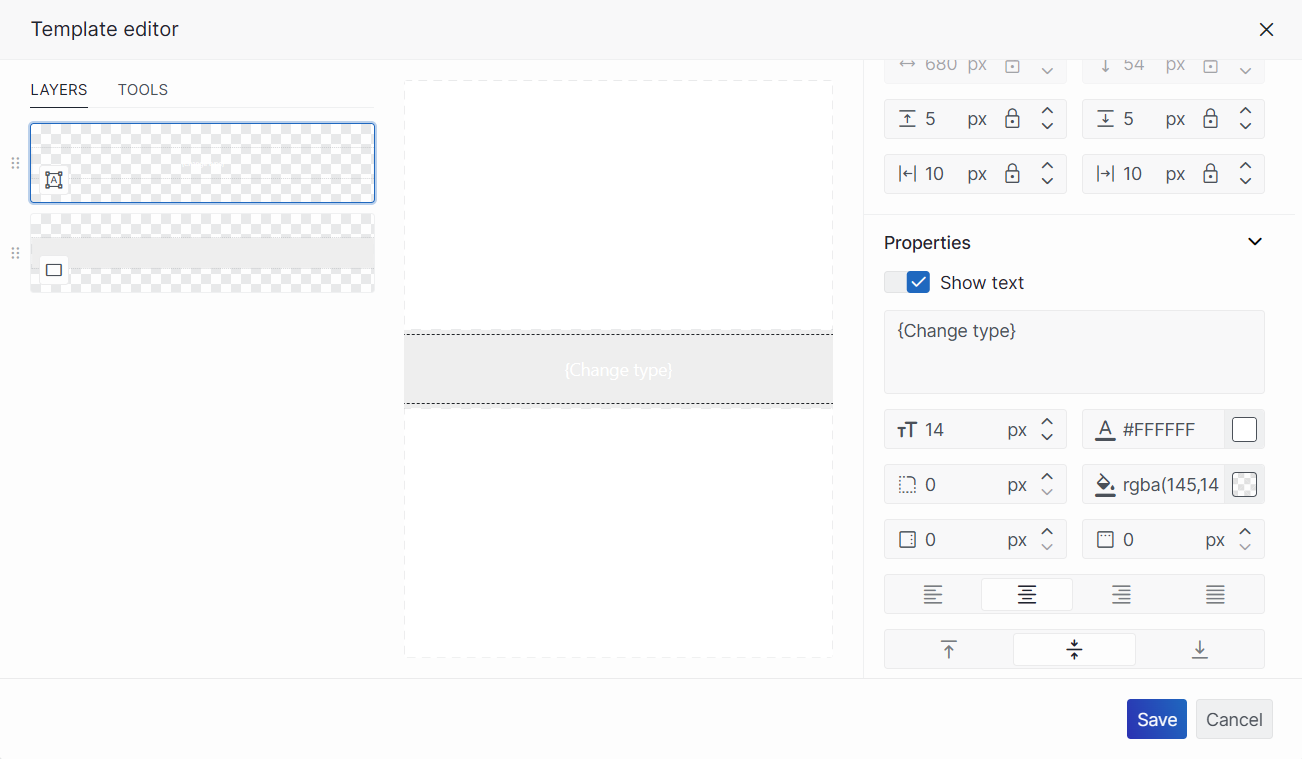 Template editor
LAYERS TOOLS
680 px 54 px
5 px 5 px
10 px 10 px
Properties
Show text
{Change type}
{Change type}
14 px A #FFFFFF
0 px rgba(145,14
0 px 0 px
Save Cancel